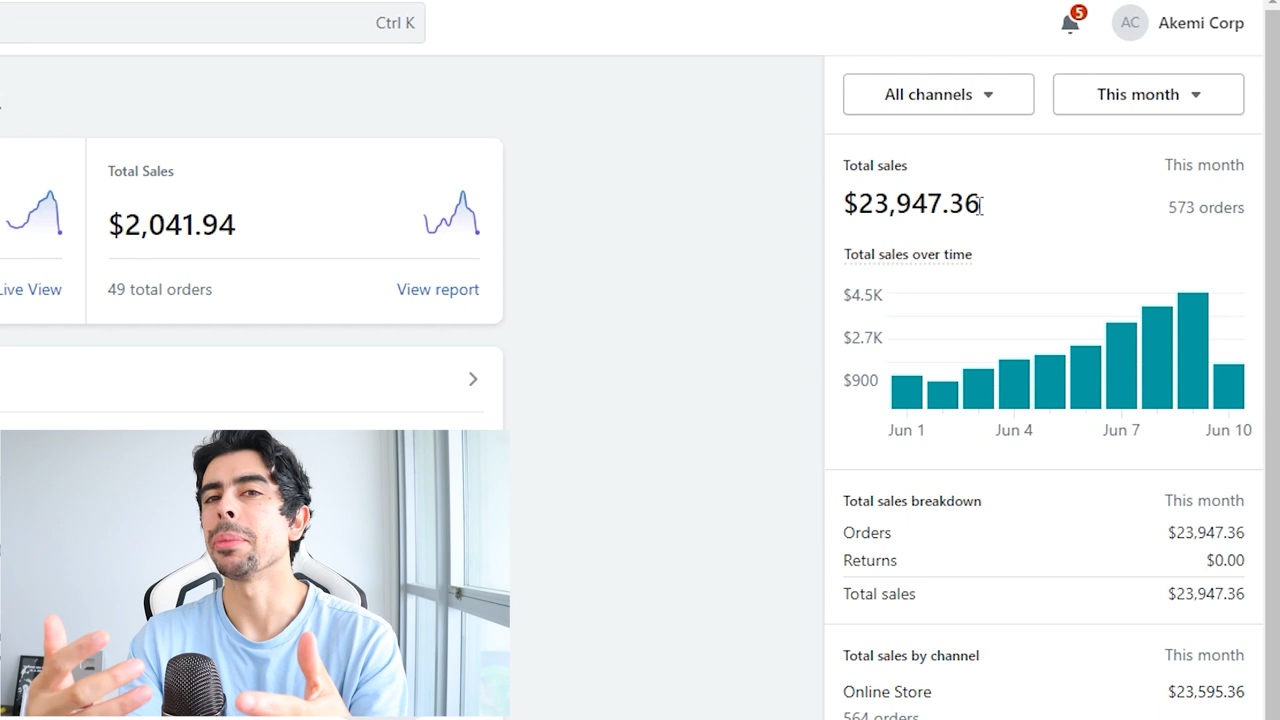 Ctrl K
5
AC
Akemi Corp
All channels
This month
Total Sales
$2,041.94
Live View
49 total orders
View report
Total sales
This month
$23,947.36
573 orders
Total sales over time
$4.5K
$2.7K
$900
Jun 1
Jun 4
Jun 7
Jun 10
Total sales breakdown
This month
Orders
$23,947.36
Returns
$0.00
Total sales
$23,947.36
Total sales by channel
This month
Online Store
$23,595.36
564 orders